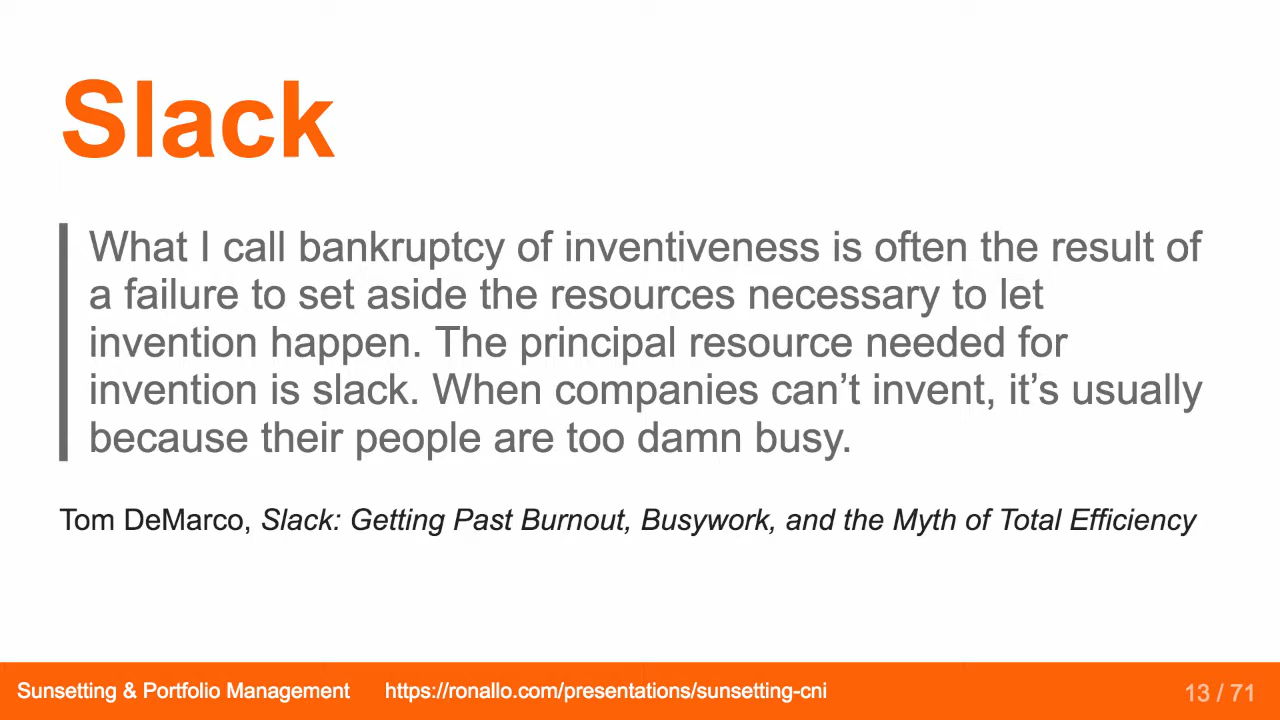 Slack
What I call bankruptcy of inventiveness is often the result of
a failure to set aside the resources necessary to let
invention happen. The principal resource needed for
invention is slack. When companies can’t invent, it’s usually
because their people are too damn busy.
Tom DeMarco, Slack: Getting Past Burnout, Busywork, and the Myth of Total Efficiency
Sunsetting & Portfolio Management https://ronallo.com/presentations/sunsetting-cni 13 / 71